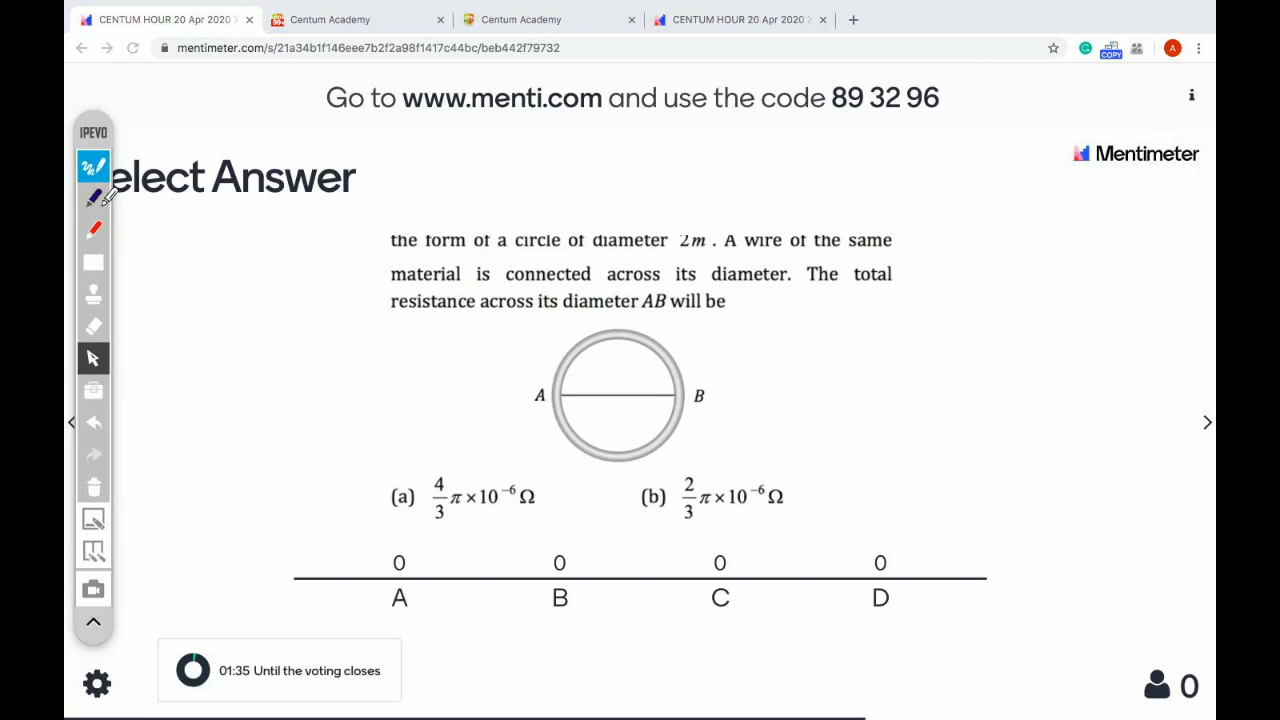 CENTUM HOUR 20 Apr 2020
Centum Academy
Centum Academy
CENTUM HOUR 20 Apr 2020
mentimeter.com/s/21a34b1f146eee7b2f2a98f1417c44bc/beb442f79732
COPY
A
Go to www.menti.com and use the code 89 32 96
i
IPEVO
Mentimeter
elect Answer
the form of a circle of diameter 2m . A wire of the same
material is connected across its diameter. The total
resistance across its diameter AB will be
A B
(a) 4/3 π×10⁻⁶Ω (b) 2/3 π×10⁻⁶Ω
0 0 0 0
A B C D
01:35 Until the voting closes
0